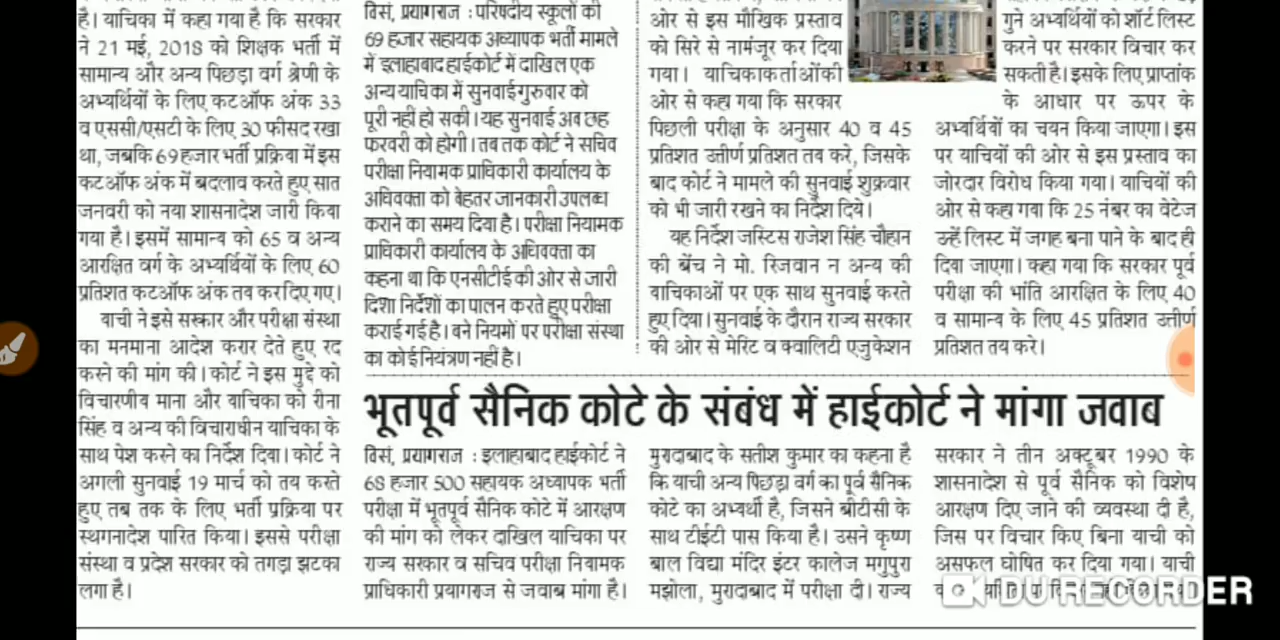 है। याचिका में कहा गया है कि सरकार
ने 21 मई, 2018 को शिक्षक भर्ती में
सामान्य और अन्य पिछड़ा वर्ग श्रेणी के
अभ्यर्थियों के लिए कटऑफ अंक 33
व एससी/एसटी के लिए 30 फीसद रखा
था, जबकि 69 हजार भर्ती प्रक्रिया में इस
कटऑफ अंक में बदलाव करते हुए सात
जनवरी को नया शासनादेश जारी किया
गया है। इसमें सामान्य को 65 व अन्य
आरक्षित वर्ग के अभ्यर्थियों के लिए 60
प्रतिशत कटऑफ अंक तय कर दिए गए।
याची ने इसे सरकार और परीक्षा संस्था
का मनमाना आदेश करार देते हुए रद
करने की मांग की। कोर्ट ने इस मुद्दे को
विचारणीय माना और याचिका को रीना
सिंह व अन्य की विचाराधीन याचिका के
साथ पेश करने का निर्देश दिया। कोर्ट ने
अगली सुनवाई 19 मार्च को तय करते
हुए तब तक के लिए भर्ती प्रक्रिया पर
स्थगनादेश पारित किया। इससे परीक्षा
संस्था व प्रदेश सरकार को तगड़ा झटका
लगा है।
विसं, प्रयागराज : परिषदीय स्कूलों की
69 हजार सहायक अध्यापक भर्ती मामले
में इलाहाबाद हाईकोर्ट में दाखिल एक
अन्य याचिका में सुनवाई गुरुवार को
पूरी नहीं हो सकी। यह सुनवाई अब छह
फरवरी को होगी। तब तक कोर्ट ने सचिव
परीक्षा नियामक प्राधिकारी कार्यालय के
अधिवक्ता को बेहतर जानकारी उपलब्ध
कराने का समय दिया है। परीक्षा नियामक
प्राधिकारी कार्यालय के अधिवक्ता का
कहना था कि एनसीटीई की ओर से जारी
दिशा निर्देशों का पालन करते हुए परीक्षा
कराई गई है। बने नियमों पर परीक्षा संस्था
का कोई नियंत्रण नहीं है।
ओर से इस मौखिक प्रस्ताव
को सिरे से नामंजूर कर दिया
गया। याचिकाकर्ताओं की
ओर से कहा गया कि सरकार
पिछली परीक्षा के अनुसार 40 व 45
प्रतिशत उत्तीर्ण प्रतिशत तय करे, जिसके
बाद कोर्ट ने मामले की सुनवाई शुक्रवार
को भी जारी रखने का निर्देश दिये।
यह निर्देश जस्टिस राजेश सिंह चौहान
की बेंच ने मो. रिजवान न अन्य की
याचिकाओं पर एक साथ सुनवाई करते
हुए दिया। सुनवाई के दौरान राज्य सरकार
की ओर से मेरिट व क्वालिटी एजुकेशन
गुने अभ्यर्थियों को शॉर्ट लिस्ट
करने पर सरकार विचार कर
सकती है। इसके लिए प्राप्तांक
के आधार पर ऊपर के
अभ्यर्थियों का चयन किया जाएगा। इस
पर याचियों की ओर से इस प्रस्ताव का
जोरदार विरोध किया गया। याचियों की
ओर से कहा गया कि 25 नंबर का वेटेज
उन्हें लिस्ट में जगह बना पाने के बाद ही
दिया जाएगा। कहा गया कि सरकार पूर्व
परीक्षा की भांति आरक्षित के लिए 40
व सामान्य के लिए 45 प्रतिशत उत्तीर्ण
प्रतिशत तय करे।
भूतपूर्व सैनिक कोटे के संबंध में हाईकोर्ट ने मांगा जवाब
विसं, प्रयागराज : इलाहाबाद हाईकोर्ट ने
68 हजार 500 सहायक अध्यापक भर्ती
परीक्षा में भूतपूर्व सैनिक कोटे में आरक्षण
की मांग को लेकर दाखिल याचिका पर
राज्य सरकार व सचिव परीक्षा नियामक
प्राधिकारी प्रयागराज से जवाब मांगा है।
मुरादाबाद के सतीश कुमार का कहना है
कि याची अन्य पिछड़ा वर्ग का पूर्व सैनिक
कोटे का अभ्यर्थी है, जिसने बीटीसी के
साथ टीईटी पास किया है। उसने कृष्ण
बाल विद्या मंदिर इंटर कालेज मगुपुरा
मझोला, मुरादाबाद में परीक्षा दी। राज्य
सरकार ने तीन अक्टूबर 1990 के
शासनादेश से पूर्व सैनिक को विशेष
आरक्षण दिए जाने की व्यवस्था दी है,
जिस पर विचार किए बिना याची को
असफल घोषित कर दिया गया। याची
DU RECORDER